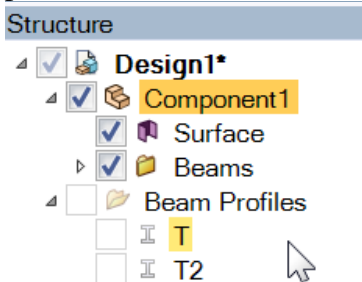 Structure
Design1*
Component1
Surface
Beams
Beam Profiles
T
T2